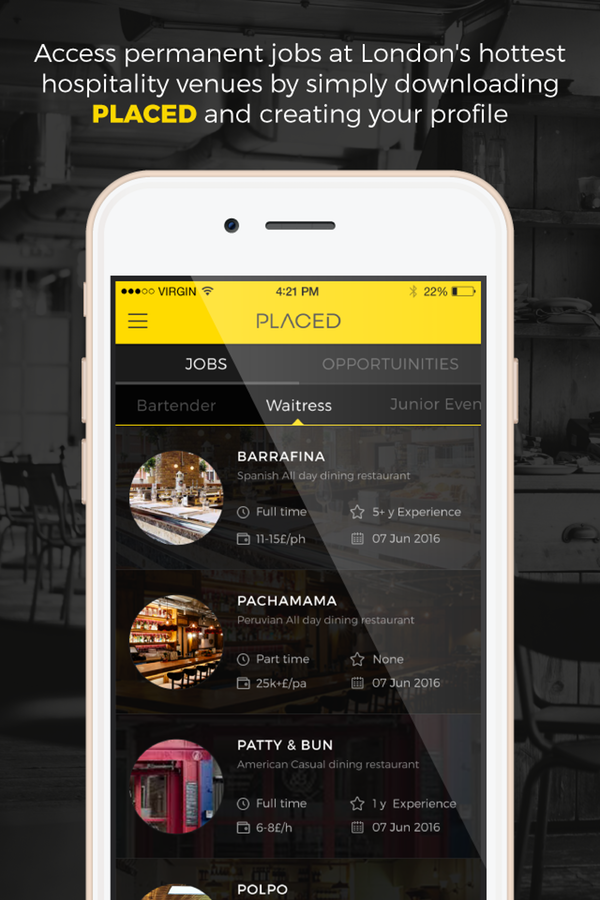 Access permanent jobs at London's hottest
hospitality venues by simply downloading
PLACED and creating your profile
VIRGIN 4:21 PM 22%
PLACED
JOBS OPPORTUINITIES
Bartender Waitress Junior Even
BARRAFINA
Spanish All day dining restaurant
Full time 5+ y Experience
11-15£/ph 07 Jun 2016
PACHAMAMA
Peruvian All day dining restaurant
Part time None
25k+£/pa 07 Jun 2016
PATTY & BUN
American Casual dining restaurant
Full time 1 y Experience
6-8£/h 07 Jun 2016
POLPO